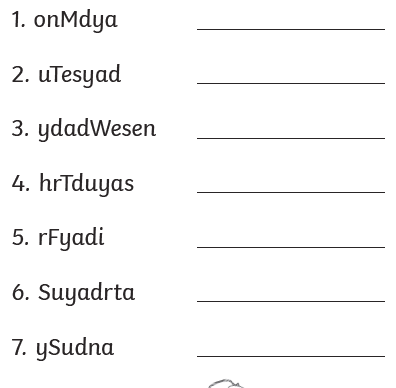 1. onMdya
2. uTesyad
3. ydadWesen
4. hrTduyas
5. rFyadi
6. Suyadrta
7. ySudna